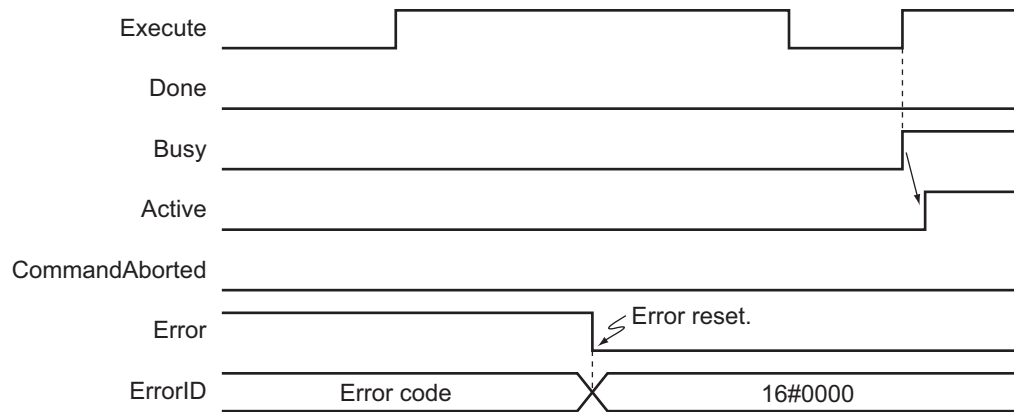 Execute
Done
Busy
Active
CommandAborted
Error
Error reset.
ErrorID
Error code
16#0000